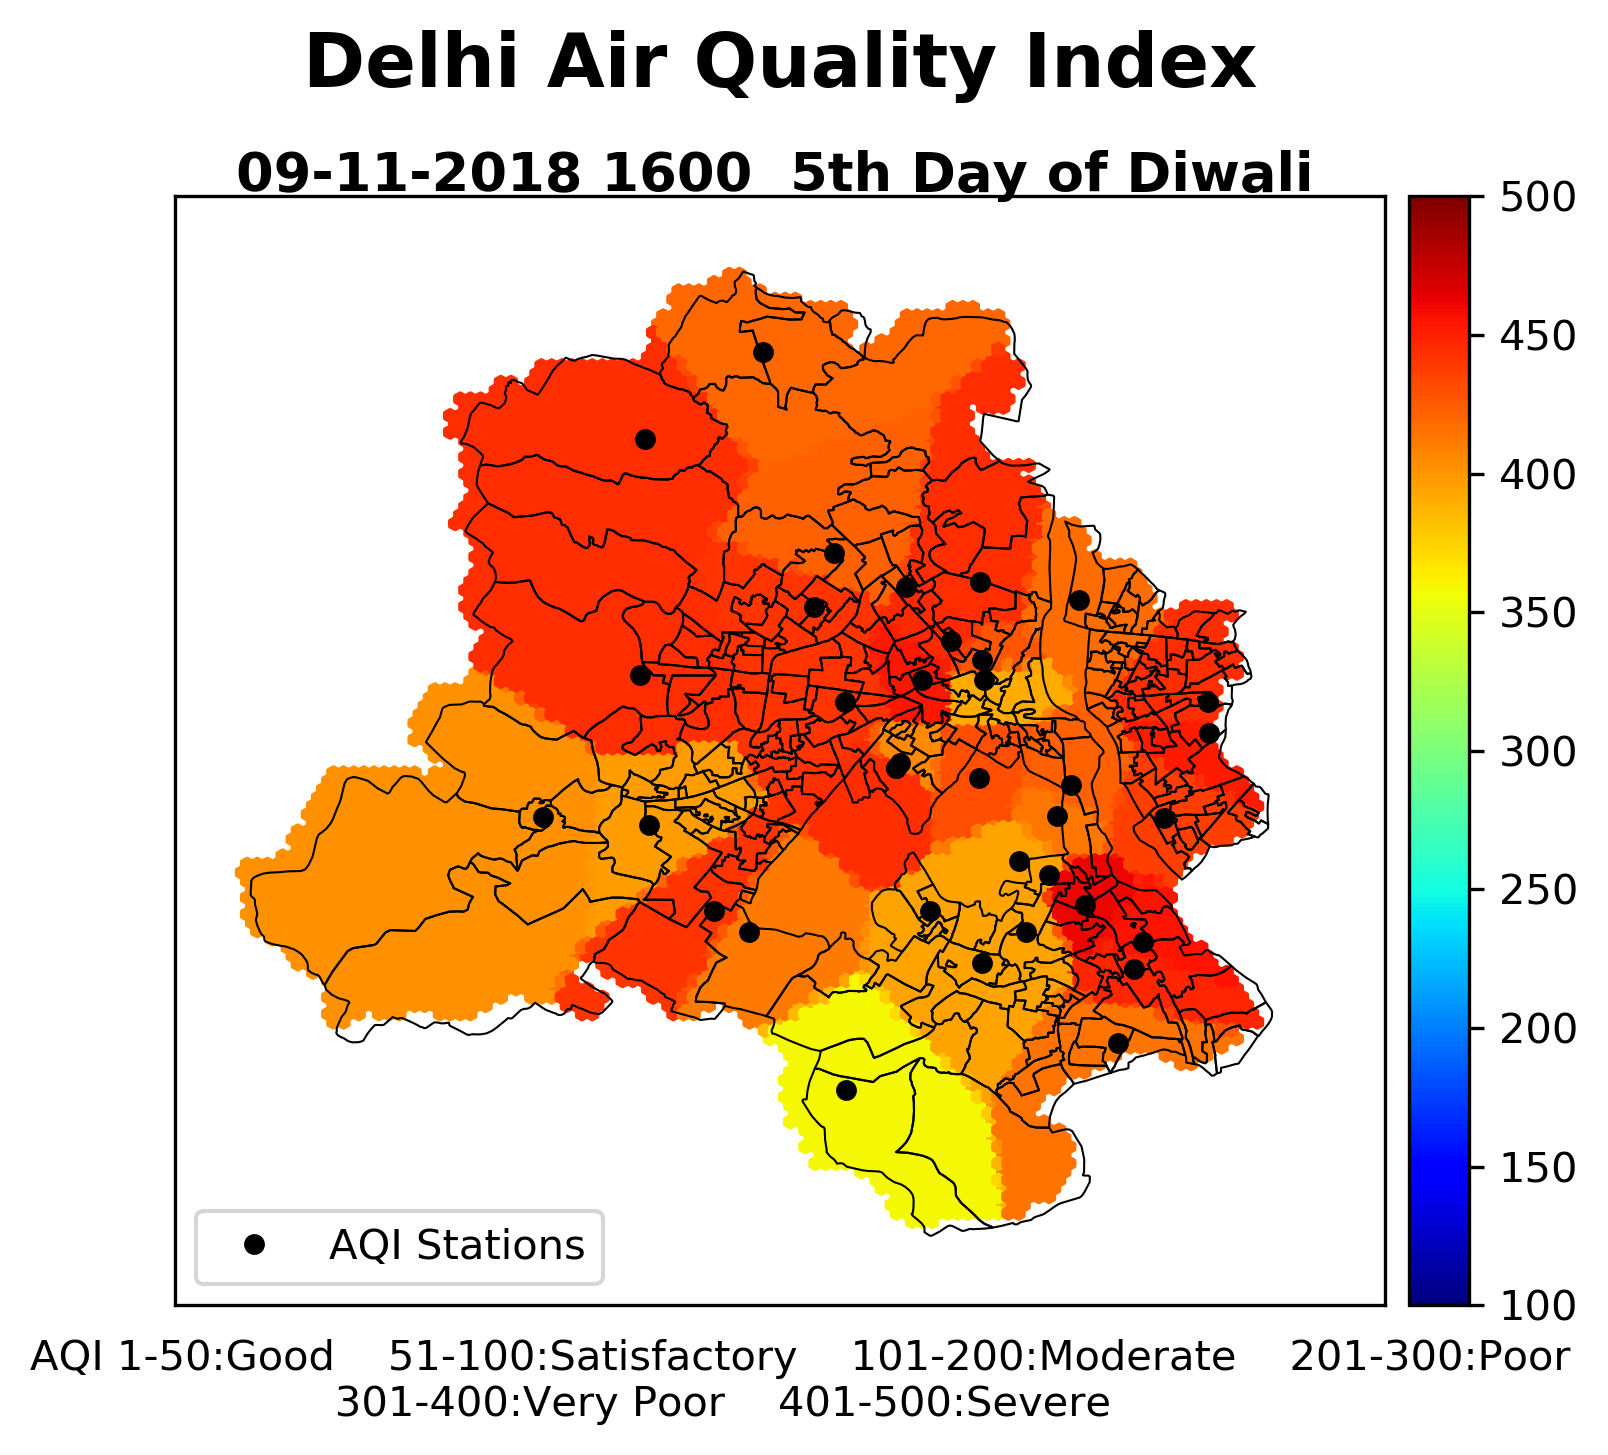 Delhi Air Quality Index
09-11-2018 1600  5th Day of Diwali
500
450
400
350
300
250
200
150
100
AQI Stations
AQI 1-50:Good    51-100:Satisfactory    101-200:Moderate    201-300:Poor
301-400:Very Poor    401-500:Severe